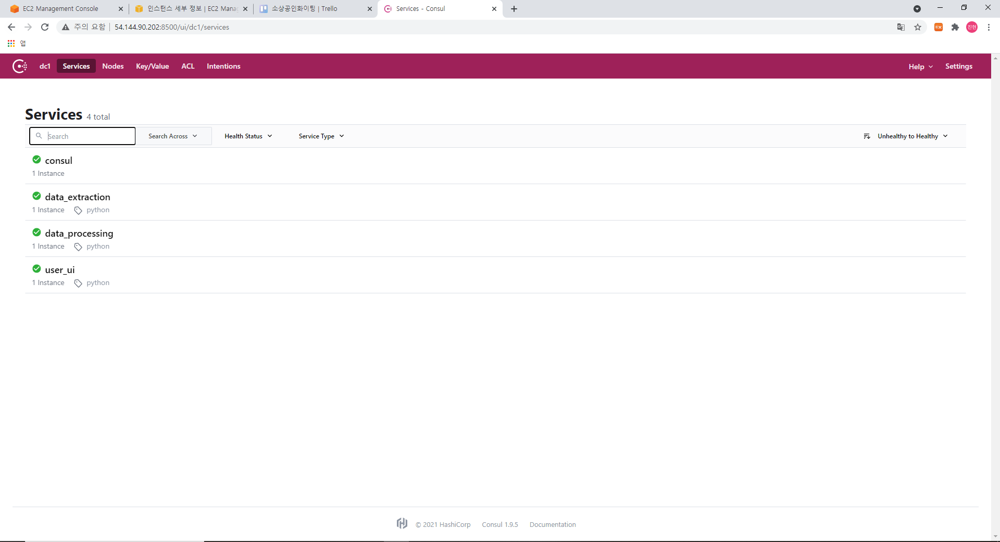 EC2 Management Console
인스턴스 세부 정보 | EC2 Manag
소상공인화이팅 | Trello
Services - Consul
주의 요함
54.144.90.202:8500/ui/dc1/services
EX
진현
앱
dc1
Services
Nodes
Key/Value
ACL
Intentions
Help
Settings
Services 4 total
Search
Search Across
Health Status
Service Type
Unhealthy to Healthy
consul
1 Instance
data_extraction
1 Instance python
data_processing
1 Instance python
user_ui
1 Instance python
© 2021 HashiCorp Consul 1.9.5 Documentation